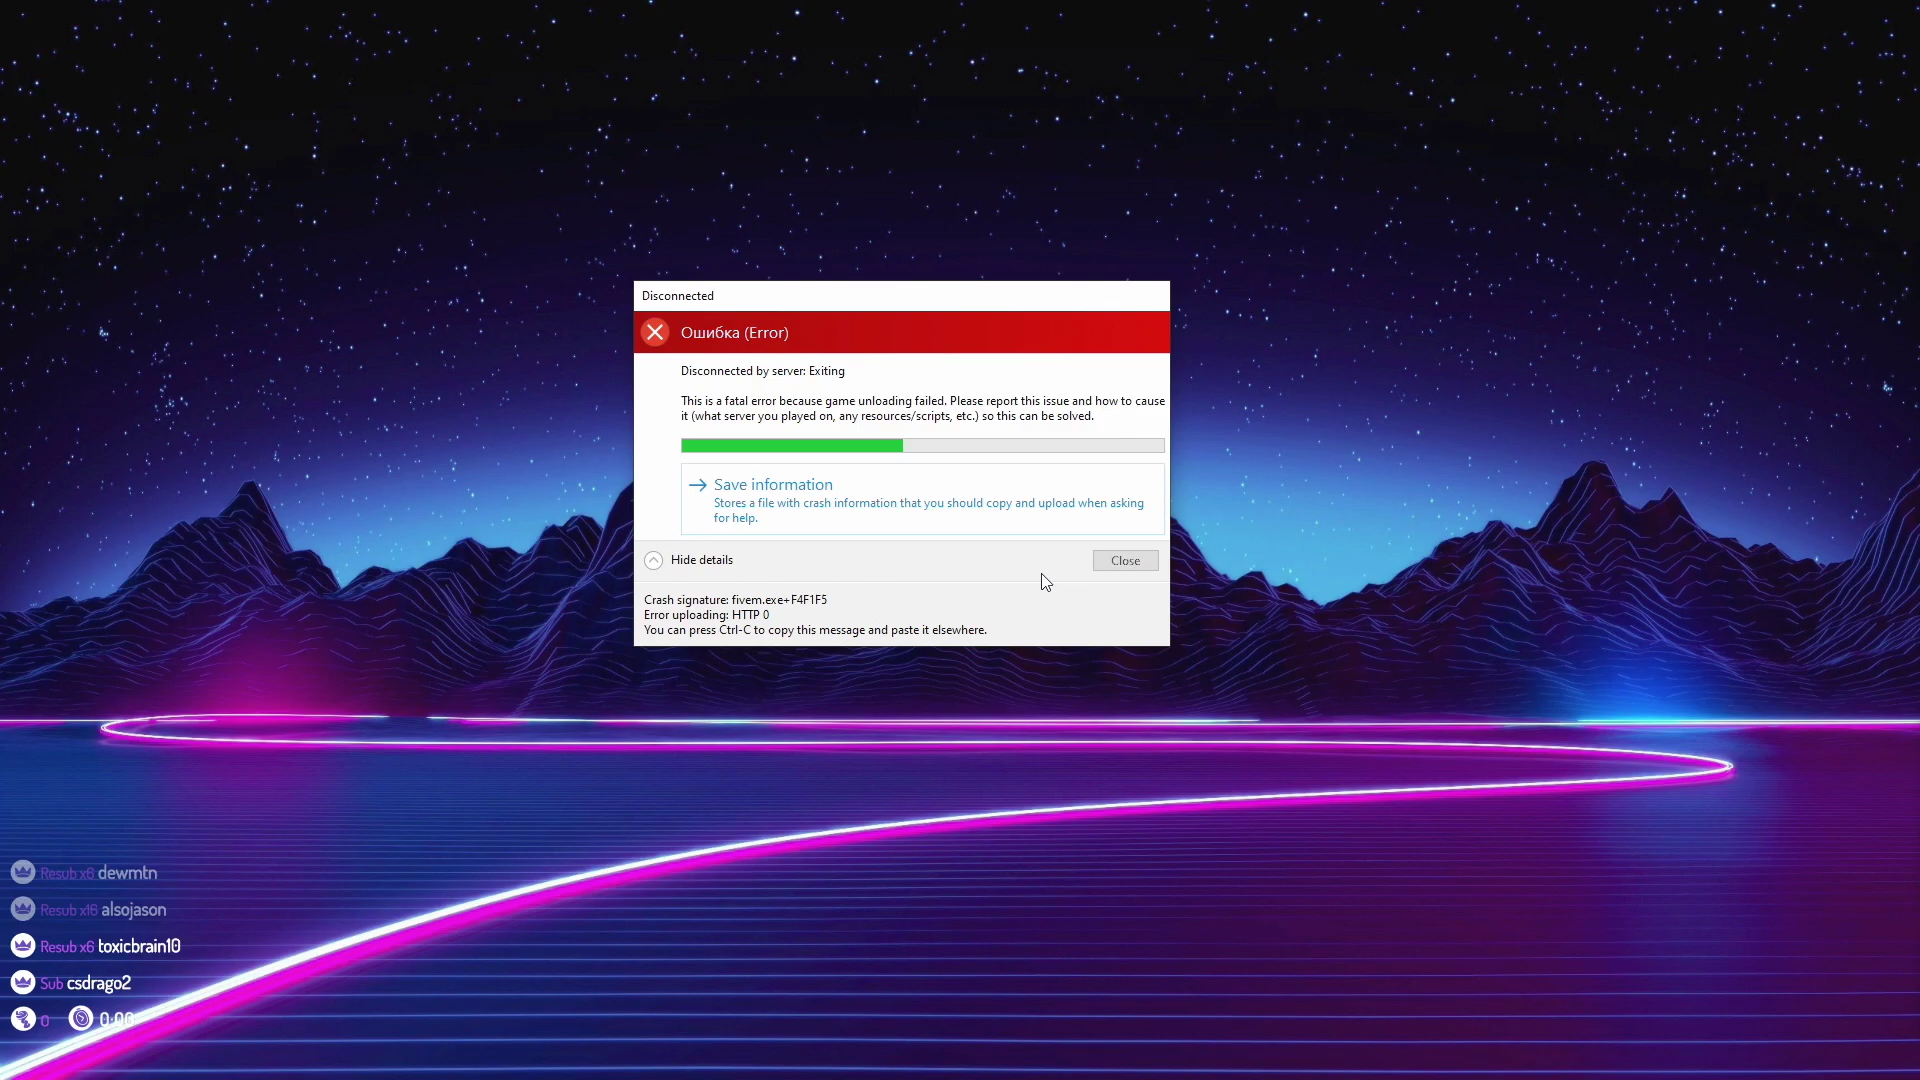 Disconnected
Ошибка (Error)
Disconnected by server: Exiting
This is a fatal error because game unloading failed. Please report this issue and how to cause
it (what server you played on, any resources/scripts, etc.) so this can be solved.
Save information
Stores a file with crash information that you should copy and upload when asking
for help.
Hide details
Close
Crash signature: fivem.exe+F4F1F5
Error uploading: HTTP 0
You can press Ctrl-C to copy this message and paste it elsewhere.
Resub x6 dewmtn
Resub x16 alsojason
Resub x6 toxicbrain10
Sub csdrago2
0 0:00